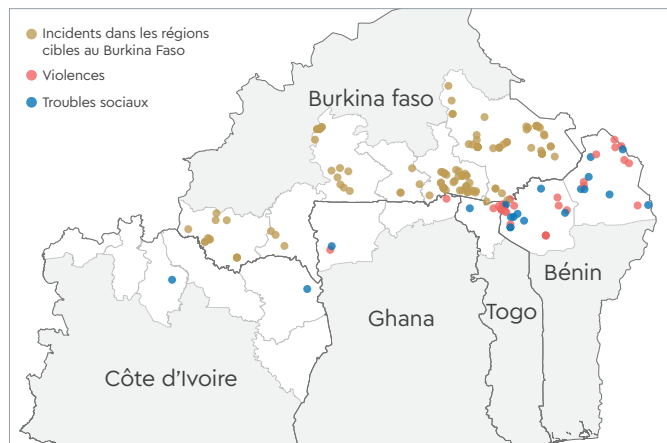 Incidents dans les régions
cibles au Burkina Faso
Violences
Troubles sociaux
Burkina faso
Bénin
Ghana
Togo
Côte d'Ivoire